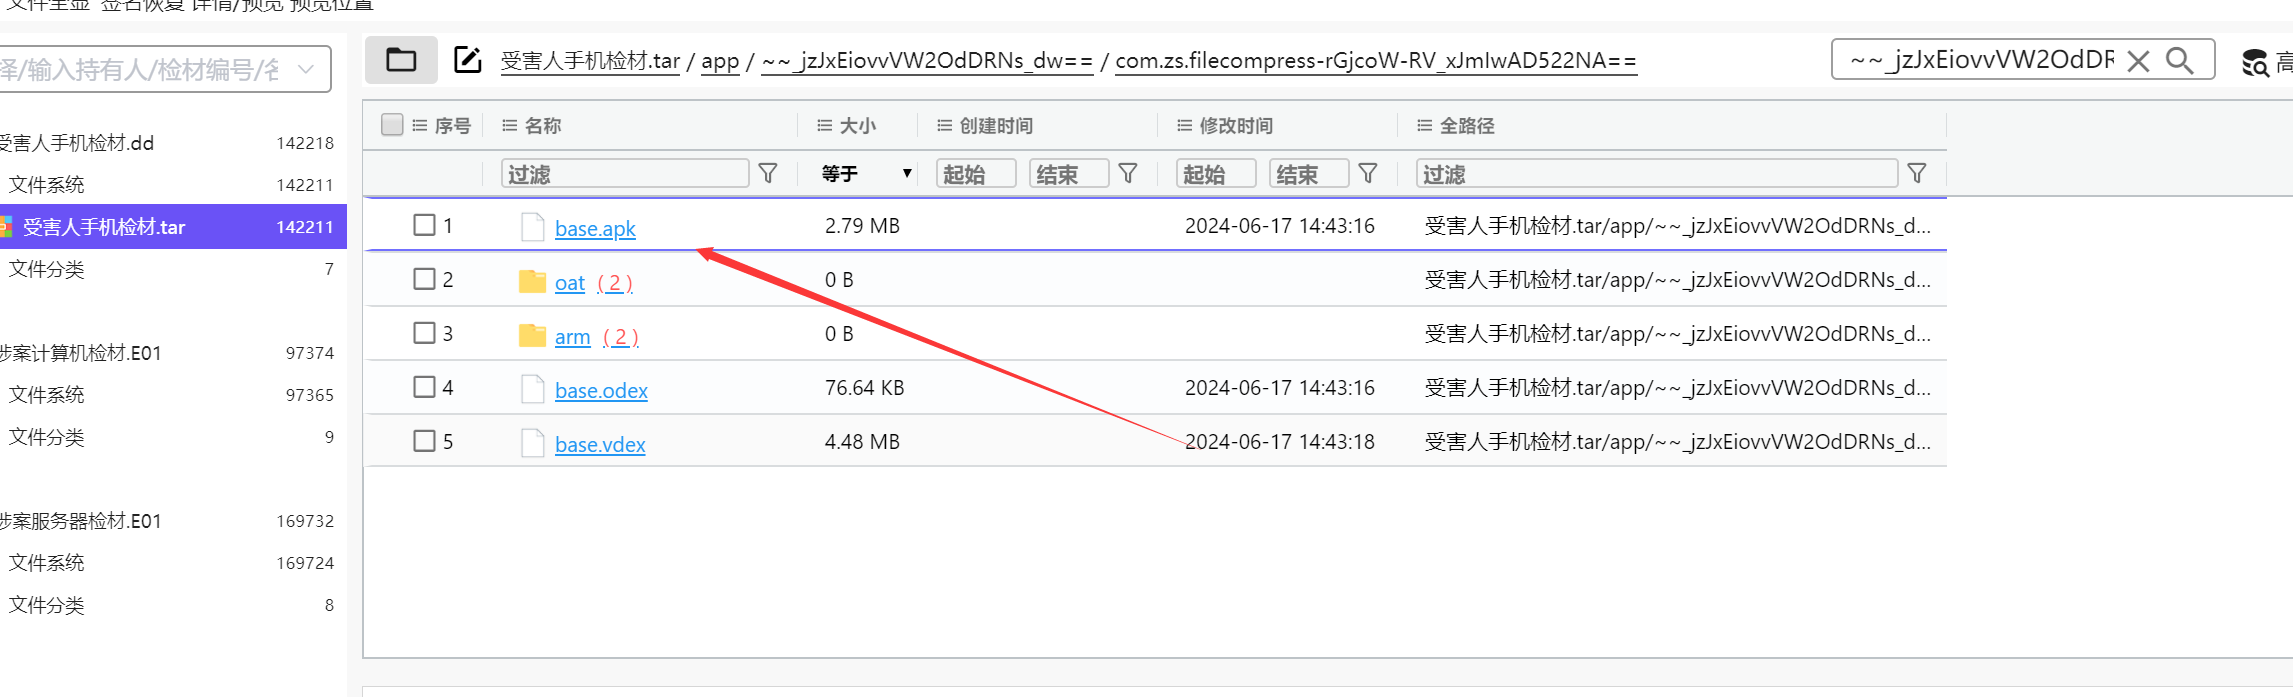 文件全显 签名恢复 详情/预览 预览位置
择/输入持有人/检材编号/名
受害人手机检材.dd 142218
文件系统 142211
受害人手机检材.tar 142211
文件分类 7
涉案计算机检材.E01 97374
文件系统 97365
文件分类 9
涉案服务器检材.E01 169732
文件系统 169724
文件分类 8
受害人手机检材.tar / app / ~~_jzJxEiovvVW2OdDRNs_dw== / com.zs.filecompress-rGjcoW-RV_xJmIwAD522NA==
~~_jzJxEiovvVW2OdDR
高
序号 名称 大小 创建时间 修改时间 全路径
过滤 等于 起始 结束 起始 结束 过滤
1 base.apk 2.79 MB 2024-06-17 14:43:16 受害人手机检材.tar/app/~~_jzJxEiovvVW2OdDRNs_d...
2 oat ( 2 ) 0 B 受害人手机检材.tar/app/~~_jzJxEiovvVW2OdDRNs_d...
3 arm ( 2 ) 0 B 受害人手机检材.tar/app/~~_jzJxEiovvVW2OdDRNs_d...
4 base.odex 76.64 KB 2024-06-17 14:43:16 受害人手机检材.tar/app/~~_jzJxEiovvVW2OdDRNs_d...
5 base.vdex 4.48 MB 2024-06-17 14:43:18 受害人手机检材.tar/app/~~_jzJxEiovvVW2OdDRNs_d...